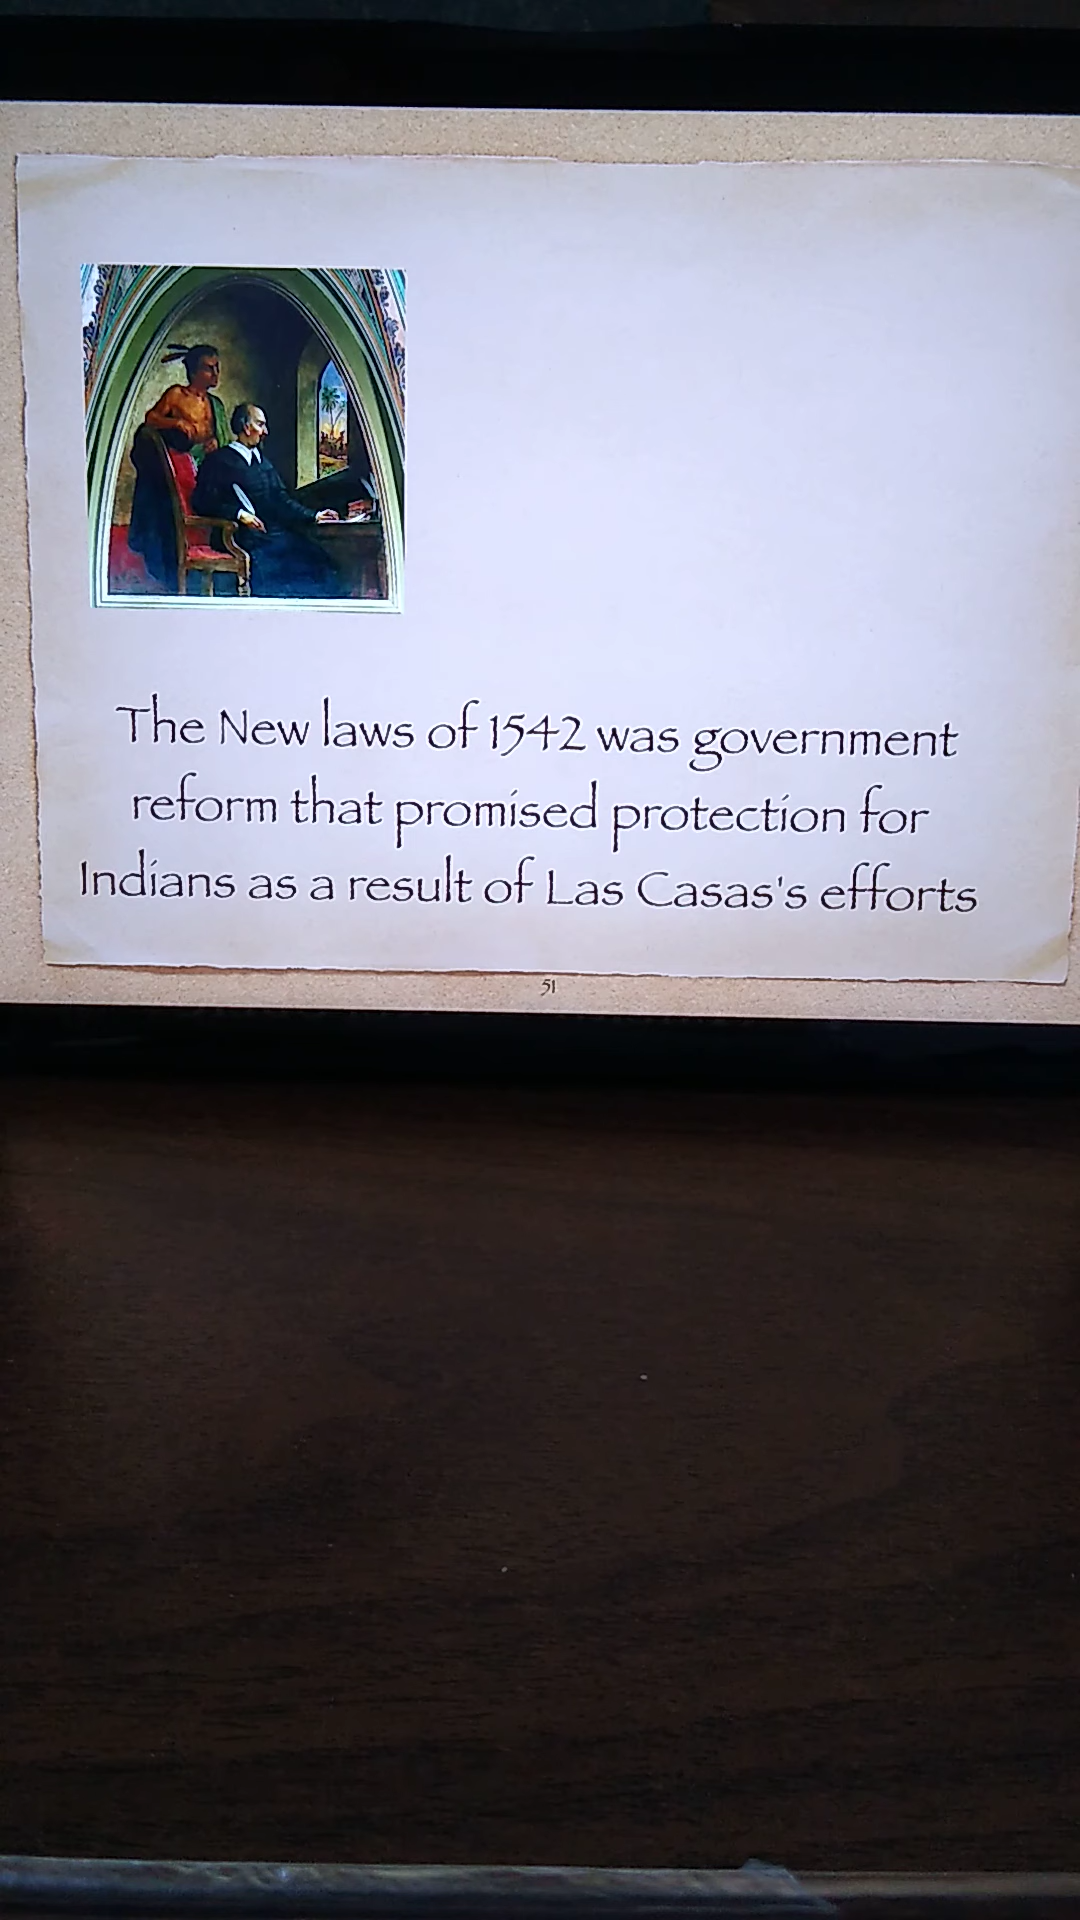 The New laws of 1542 was government
reform that promised protection for
Indians as a result of Las Casas's efforts
51